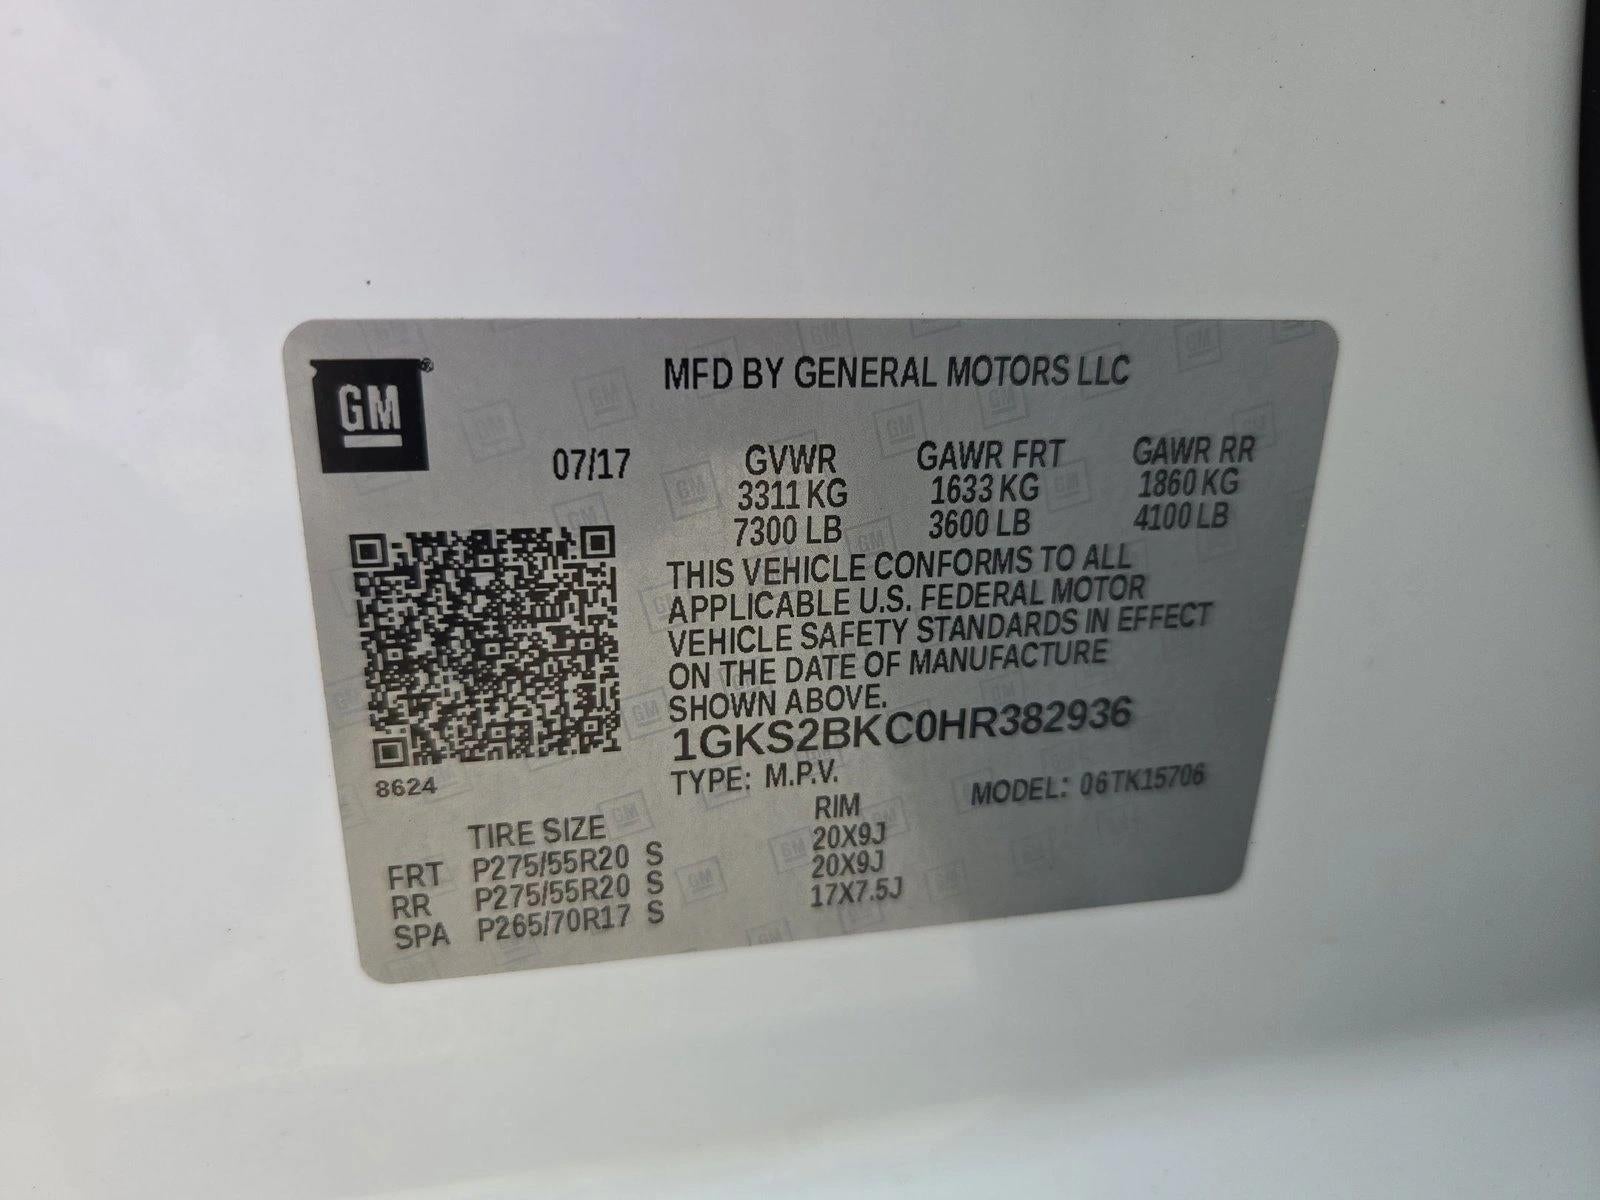 GM
MFD BY GENERAL MOTORS LLC
07/17
GVWR GAWR FRT GAWR RR
3311 KG 1633 KG 1860 KG
7300 LB 3600 LB 4100 LB
THIS VEHICLE CONFORMS TO ALL
APPLICABLE U.S. FEDERAL MOTOR
VEHICLE SAFETY STANDARDS IN EFFECT
ON THE DATE OF MANUFACTURE
SHOWN ABOVE.
1GKS2BKC0HR382936
8624
TYPE: M.P.V. MODEL: 06TK15706
TIRE SIZE RIM
FRT P275/55R20 S 20X9J
RR P275/55R20 S 20X9J
SPA P265/70R17 S 17X7.5J